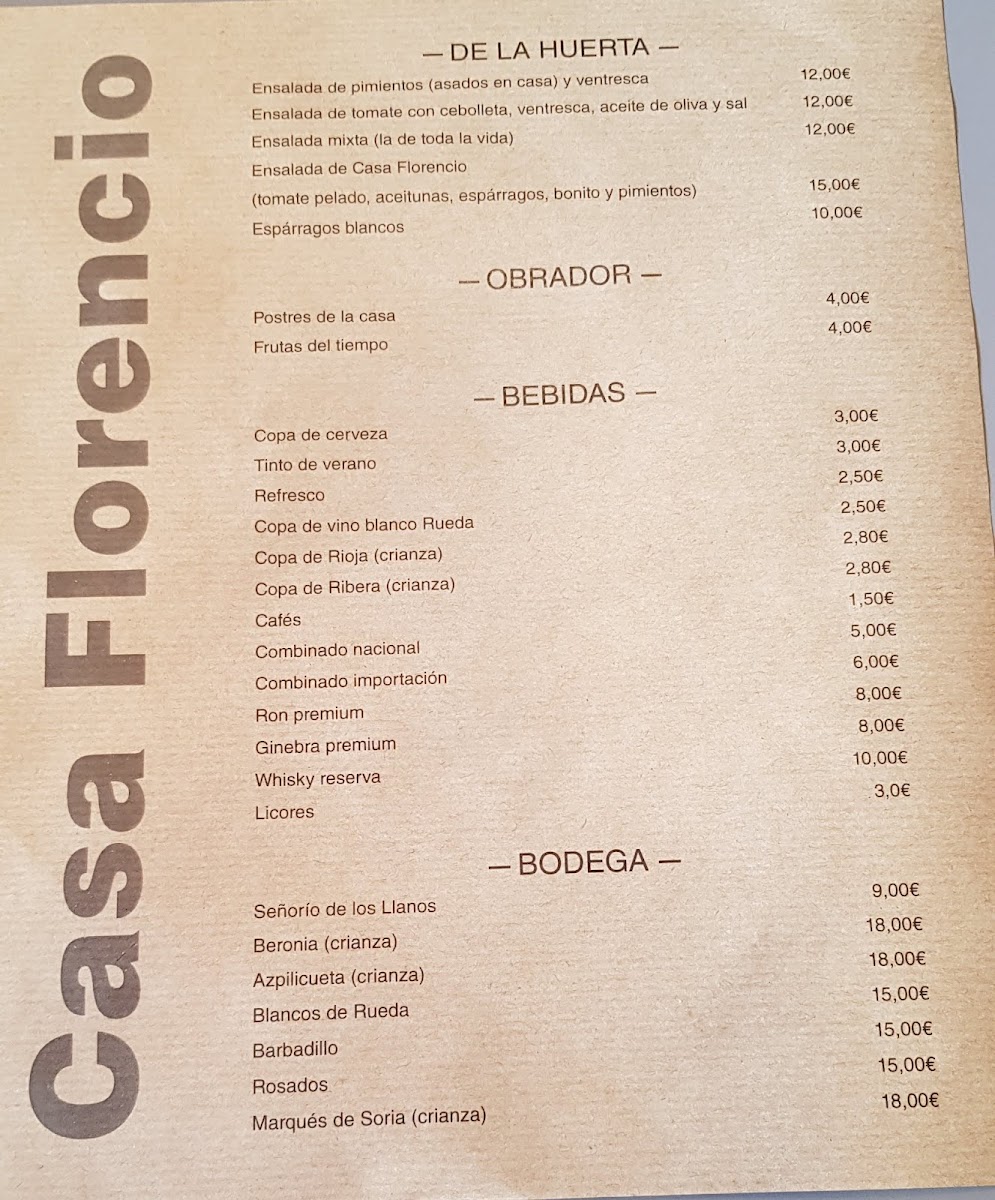 Casa Florencio
— DE LA HUERTA —
Ensalada de pimientos (asados en casa) y ventresca 12,00€
Ensalada de tomate con cebolleta, ventresca, aceite de oliva y sal 12,00€
Ensalada mixta (la de toda la vida) 12,00€
Ensalada de Casa Florencio
(tomate pelado, aceitunas, espárragos, bonito y pimientos) 15,00€
Espárragos blancos 10,00€
— OBRADOR —
Postres de la casa 4,00€
Frutas del tiempo 4,00€
— BEBIDAS —
Copa de cerveza 3,00€
Tinto de verano 3,00€
Refresco 2,50€
Copa de vino blanco Rueda 2,50€
Copa de Rioja (crianza) 2,80€
Copa de Ribera (crianza) 2,80€
Cafés 1,50€
Combinado nacional 5,00€
Combinado importación 6,00€
Ron premium 8,00€
Ginebra premium 8,00€
Whisky reserva 10,00€
Licores 3,0€
— BODEGA —
Señorío de los Llanos 9,00€
Beronia (crianza) 18,00€
Azpilicueta (crianza) 18,00€
Blancos de Rueda 15,00€
Barbadillo 15,00€
Rosados 15,00€
Marqués de Soria (crianza) 18,00€